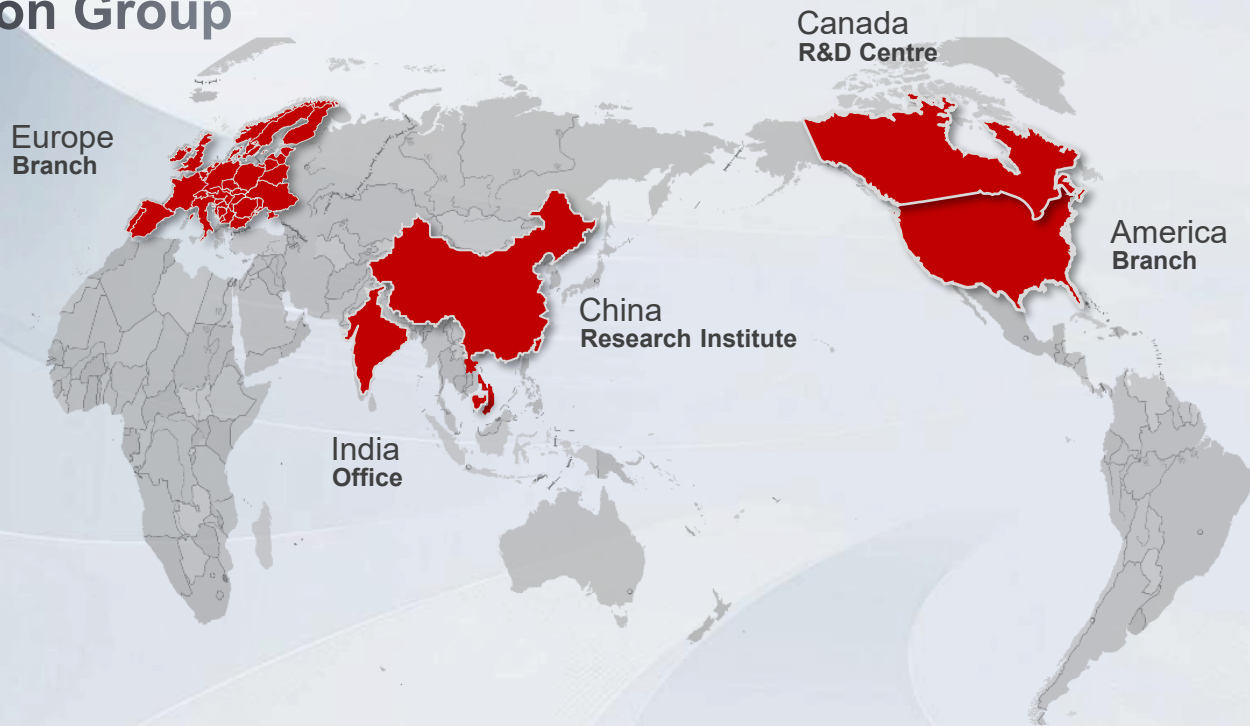 on Group
Canada
R&D Centre
Europe
Branch
America
Branch
China
Research Institute
India
Office